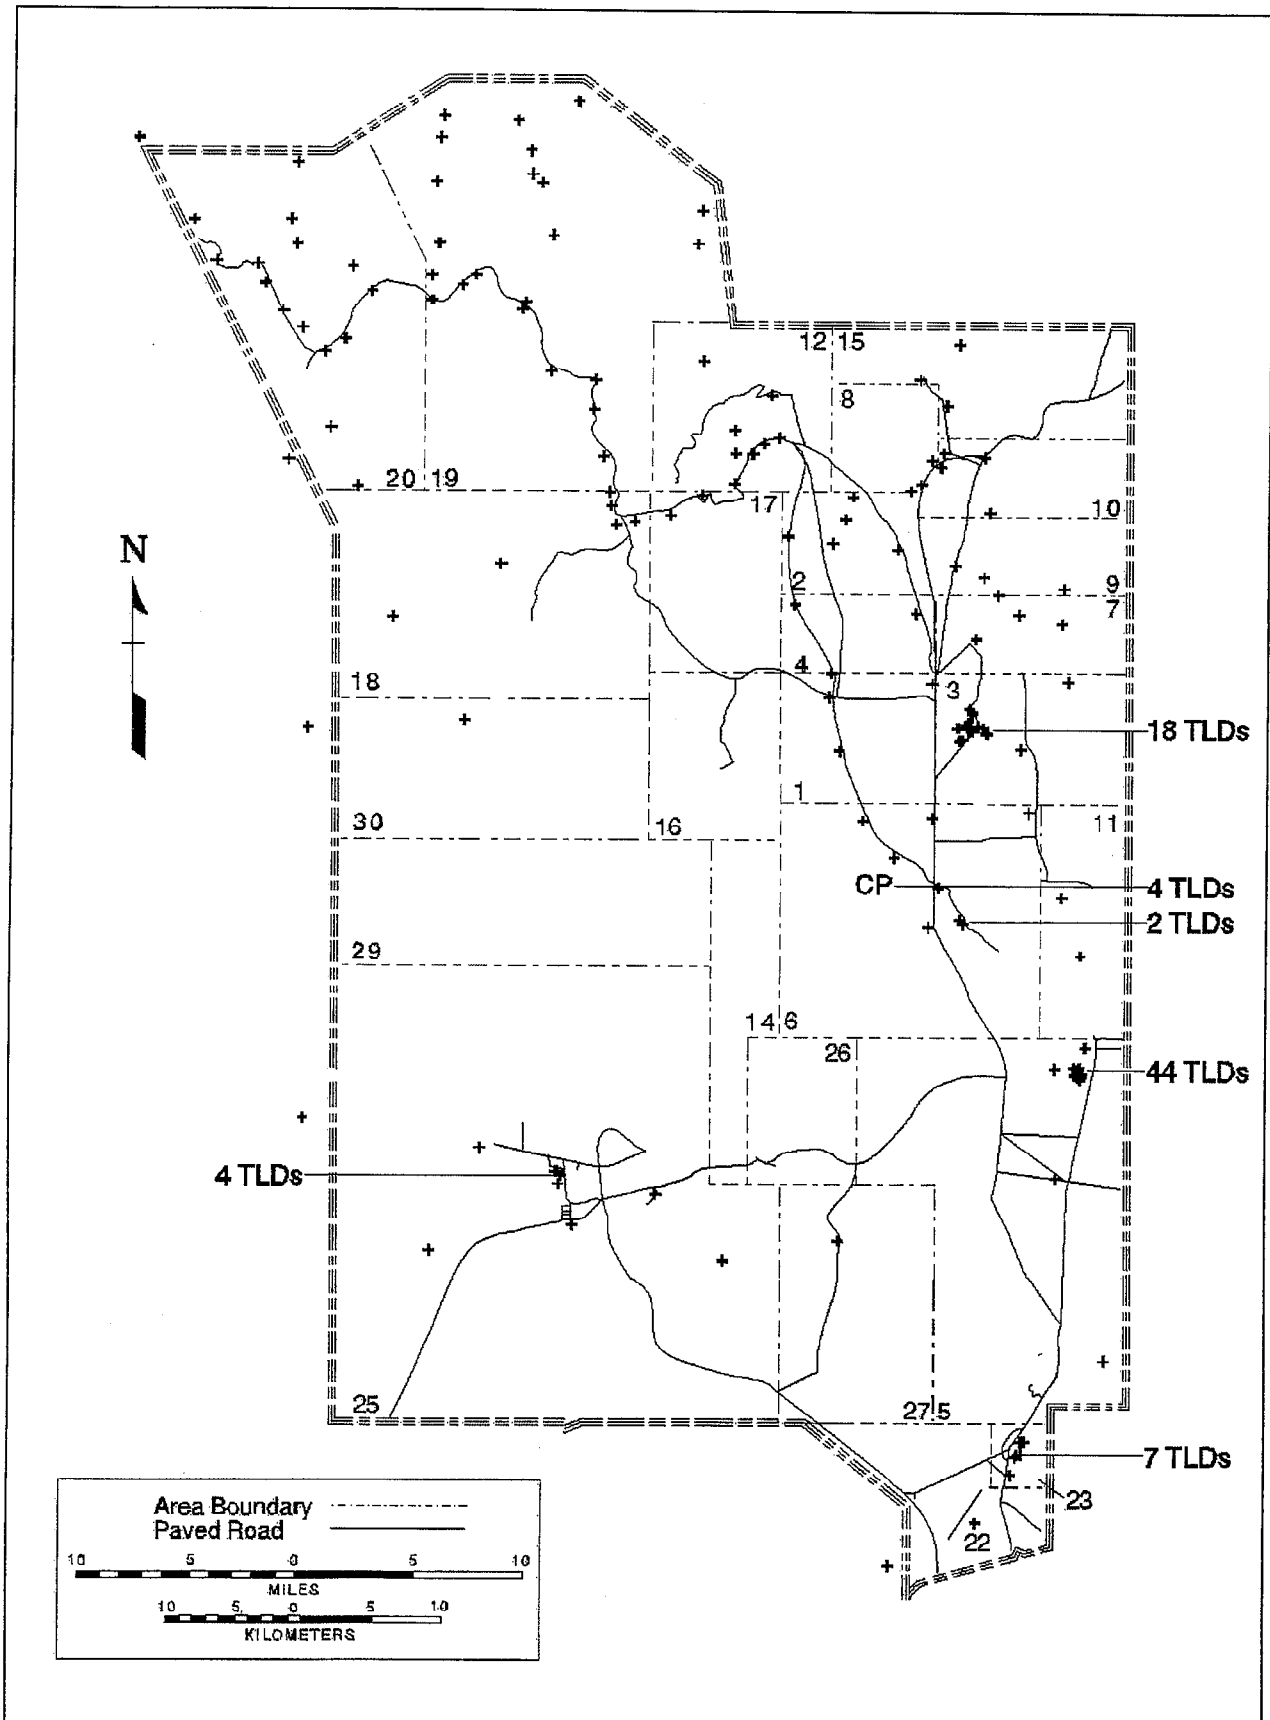 12 15
8
20 19
17
10
N
2
9
7
18
4
3
18 TLDs
1
30
16
11
CP
4 TLDs
2 TLDs
29
14 6
26
44 TLDs
4 TLDs
25
27 5
7 TLDs
23
22
Area Boundary
Paved Road
10 5 0 5 10
MILES
10 5 0 5 10
KILOMETERS